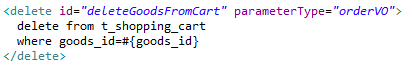 <delete id="deleteGoodsFromCart" parameterType="orderVO">
delete from t_shopping_cart
where goods_id=#{goods_id}
</delete>